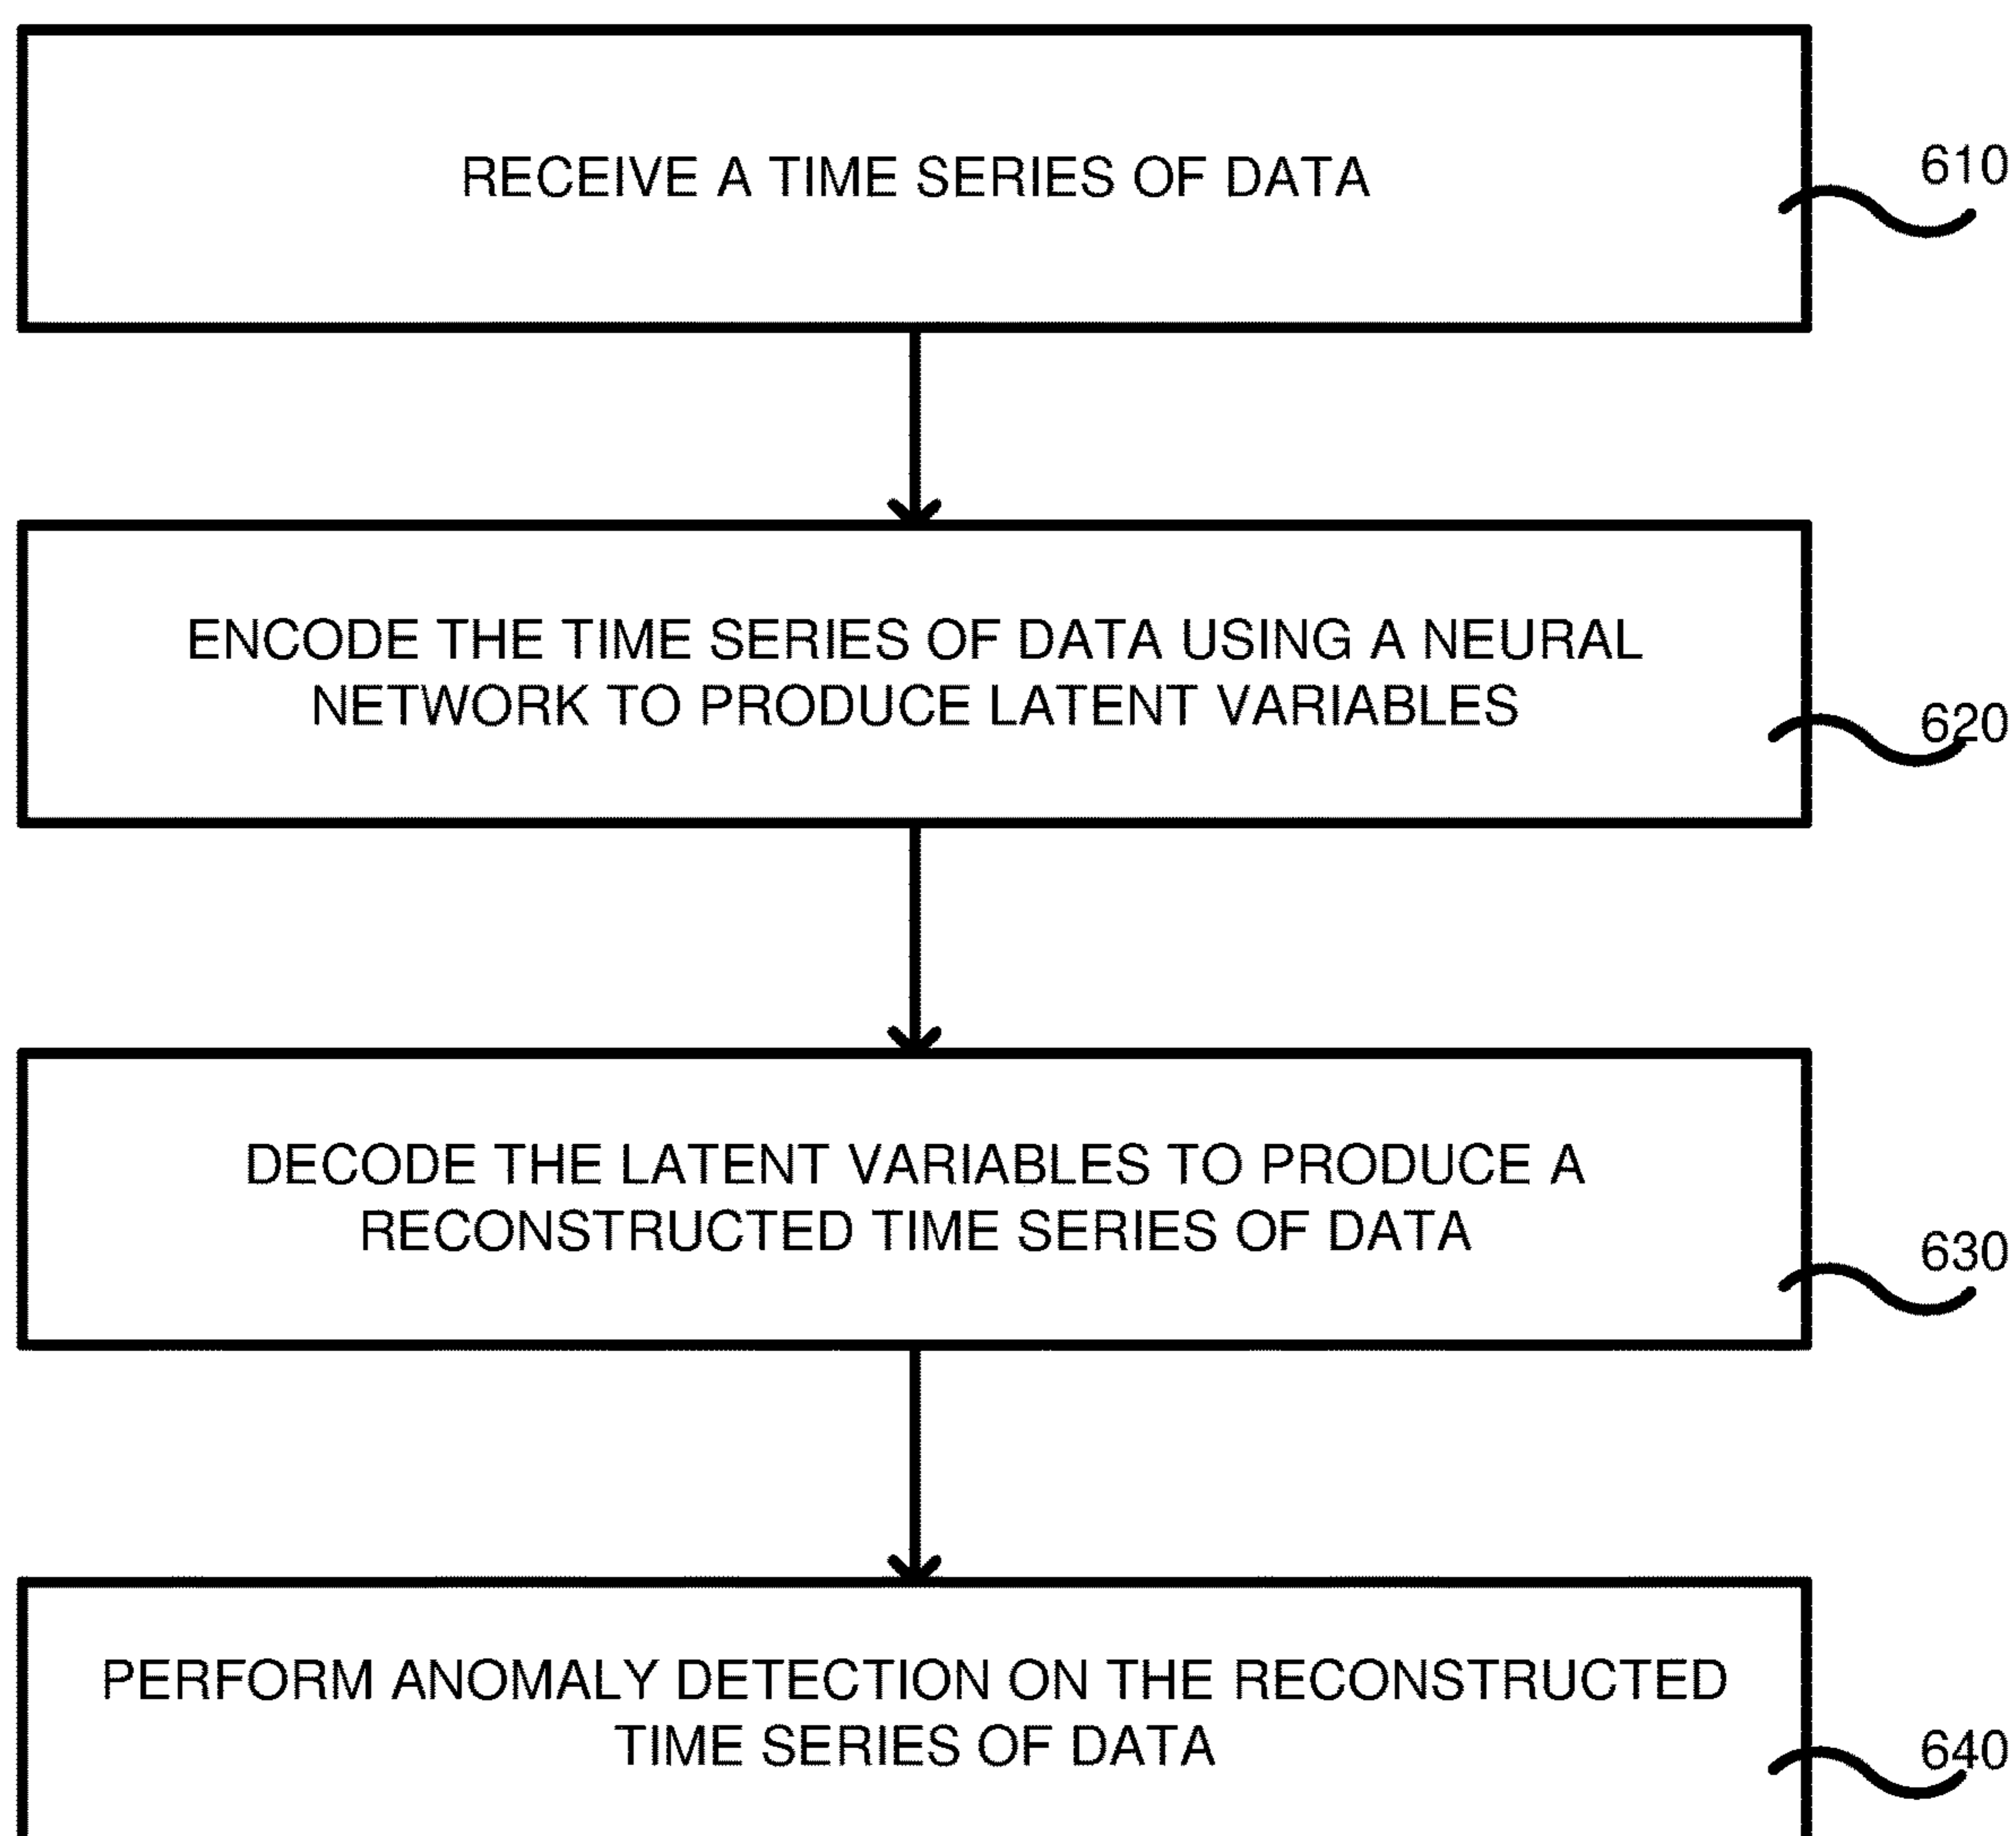 RECEIVE A TIME SERIES OF DATA
610
ENCODE THE TIME SERIES OF DATA USING A NEURAL
NETWORK TO PRODUCE LATENT VARIABLES
620
DECODE THE LATENT VARIABLES TO PRODUCE A
RECONSTRUCTED TIME SERIES OF DATA
630
PERFORM ANOMALY DETECTION ON THE RECONSTRUCTED
TIME SERIES OF DATA
640